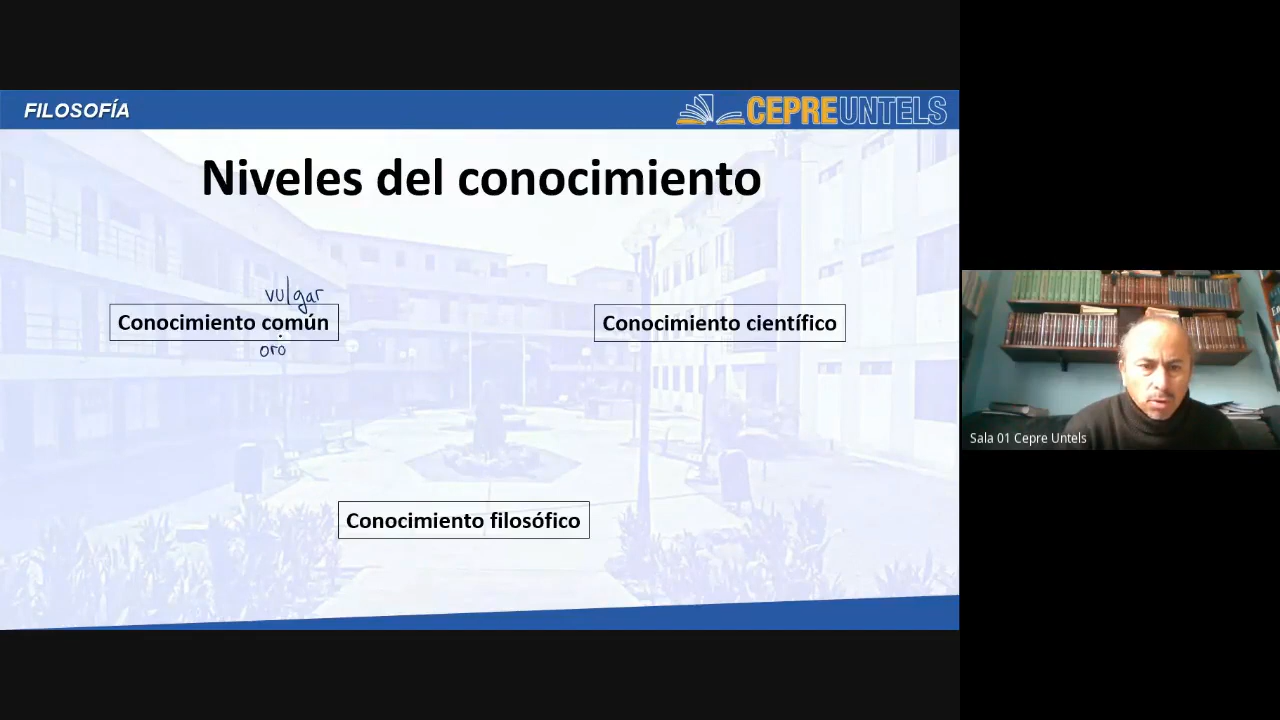 FILOSOFÍA
CEPREUNTELS
Niveles del conocimiento
vulgar
Conocimiento común
oro
Conocimiento científico
Conocimiento filosófico
Sala 01 Cepre Untels